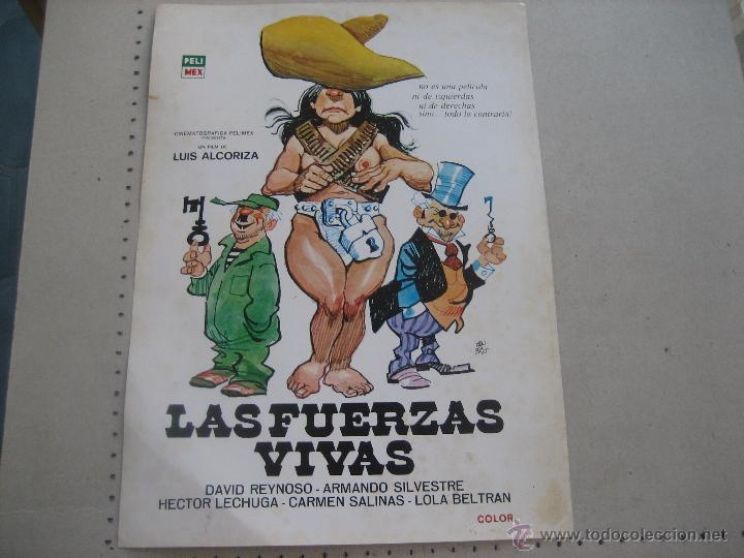 PELI
MEX
no es una película
ni de izquierdas
ni de derechas
sino... todo lo contrario!
CINEMATOGRAFICA PELIMEX
PRESENTA
UN FILM DE
LUIS ALCORIZA
LAS FUERZAS
VIVAS
DAVID REYNOSO - ARMANDO SILVESTRE
HECTOR LECHUGA - CARMEN SALINAS - LOLA BELTRAN
COLOR
www.todocoleccion.net